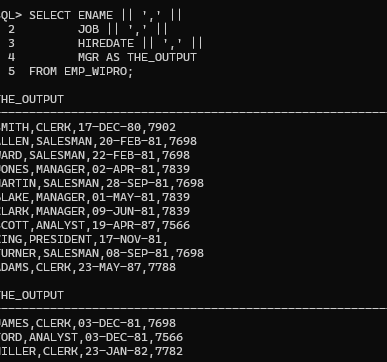 QL> SELECT ENAME || ',' ||
2 JOB || ',' ||
3 HIREDATE || ',' ||
4 MGR AS THE_OUTPUT
5 FROM EMP_WIPRO;
HE_OUTPUT
MITH,CLERK,17-DEC-80,7902
LLEN,SALESMAN,20-FEB-81,7698
ARD,SALESMAN,22-FEB-81,7698
ONES,MANAGER,02-APR-81,7839
ARTIN,SALESMAN,28-SEP-81,7698
LAKE,MANAGER,01-MAY-81,7839
LARK,MANAGER,09-JUN-81,7839
COTT,ANALYST,19-APR-87,7566
ING,PRESIDENT,17-NOV-81,
URNER,SALESMAN,08-SEP-81,7698
DAMS,CLERK,23-MAY-87,7788
HE_OUTPUT
AMES,CLERK,03-DEC-81,7698
ORD,ANALYST,03-DEC-81,7566
ILLER,CLERK,23-JAN-82,7782